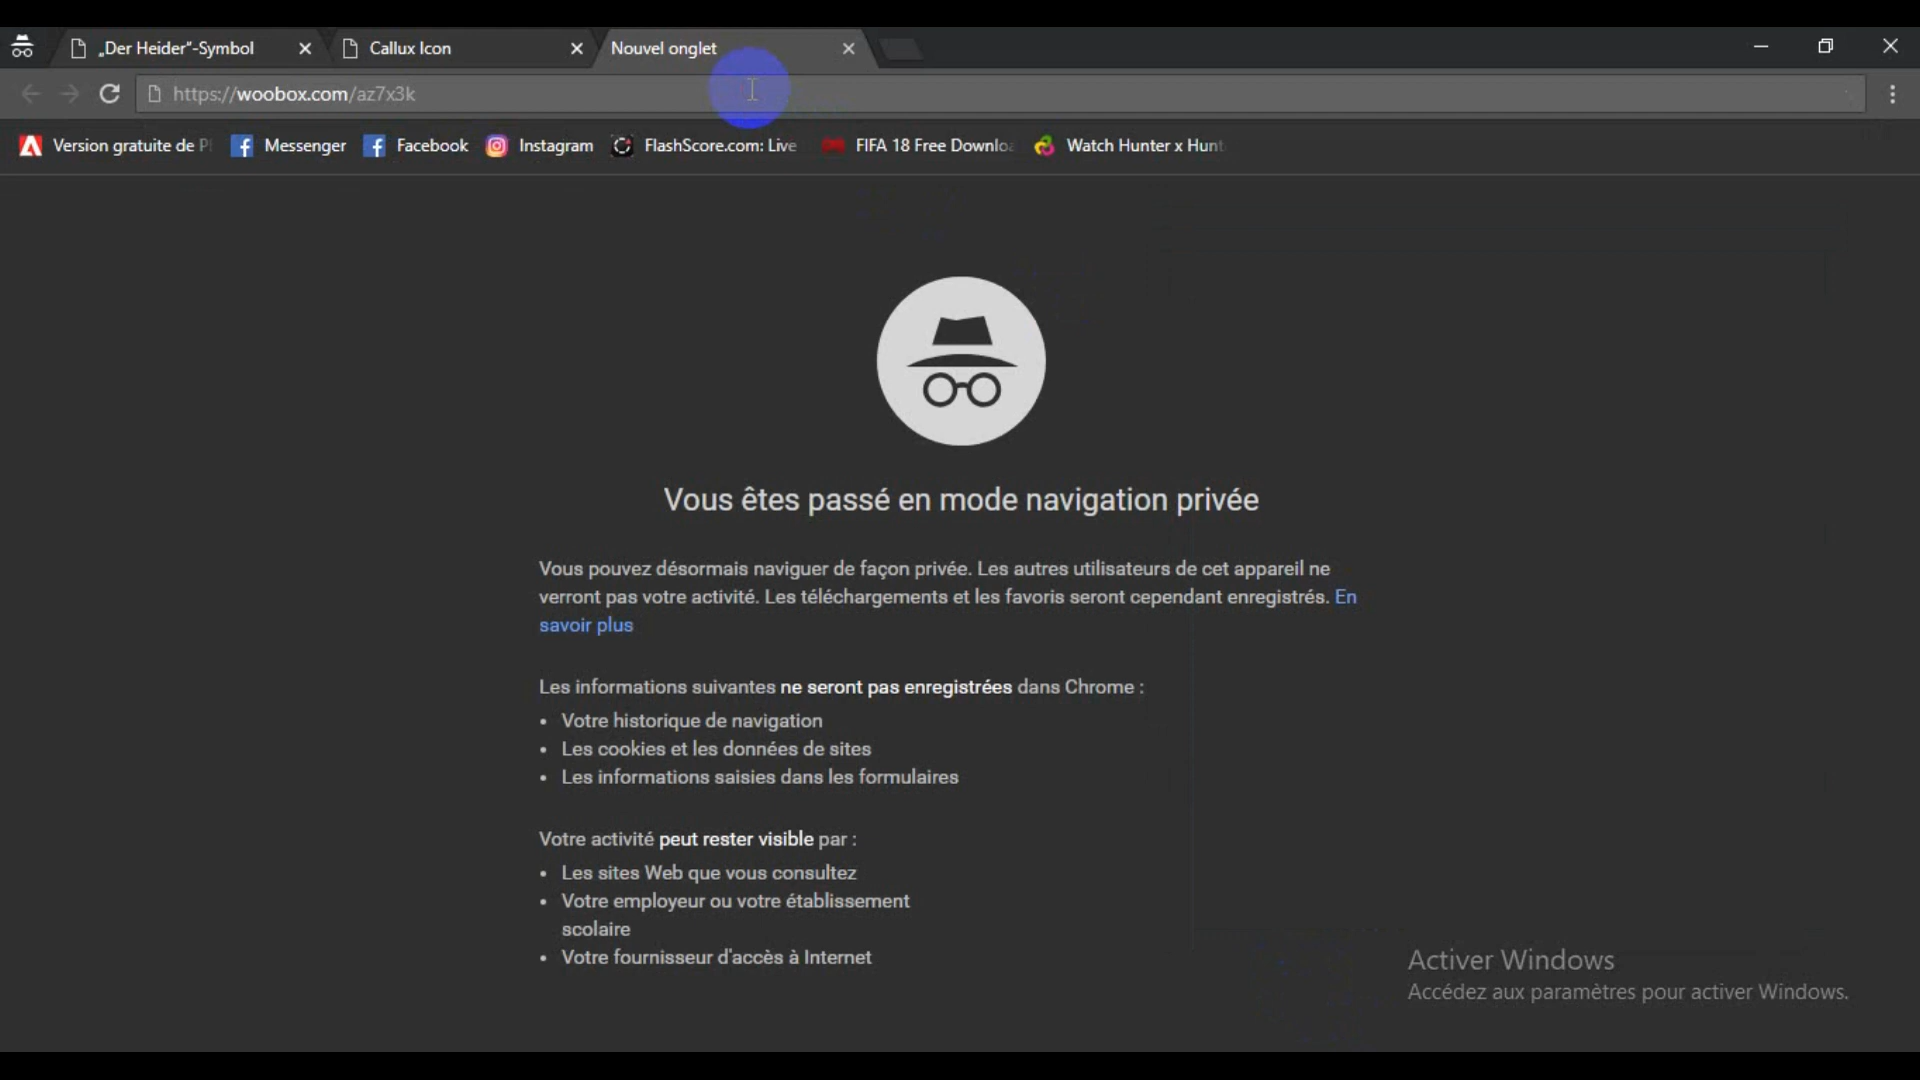 „Der Heider“-Symbol
Callux Icon
Nouvel onglet
https://woobox.com/az7x3k
Version gratuite de P
Messenger
Facebook
Instagram
FlashScore.com: Live
FIFA 18 Free Downlo
Watch Hunter x Hunt
Vous êtes passé en mode navigation privée
Vous pouvez désormais naviguer de façon privée. Les autres utilisateurs de cet appareil ne
verront pas votre activité. Les téléchargements et les favoris seront cependant enregistrés. En
savoir plus
Les informations suivantes ne seront pas enregistrées dans Chrome :
• Votre historique de navigation
• Les cookies et les données de sites
• Les informations saisies dans les formulaires
Votre activité peut rester visible par :
• Les sites Web que vous consultez
• Votre employeur ou votre établissement
scolaire
• Votre fournisseur d'accès à Internet
Activer Windows
Accédez aux paramètres pour activer Windows.